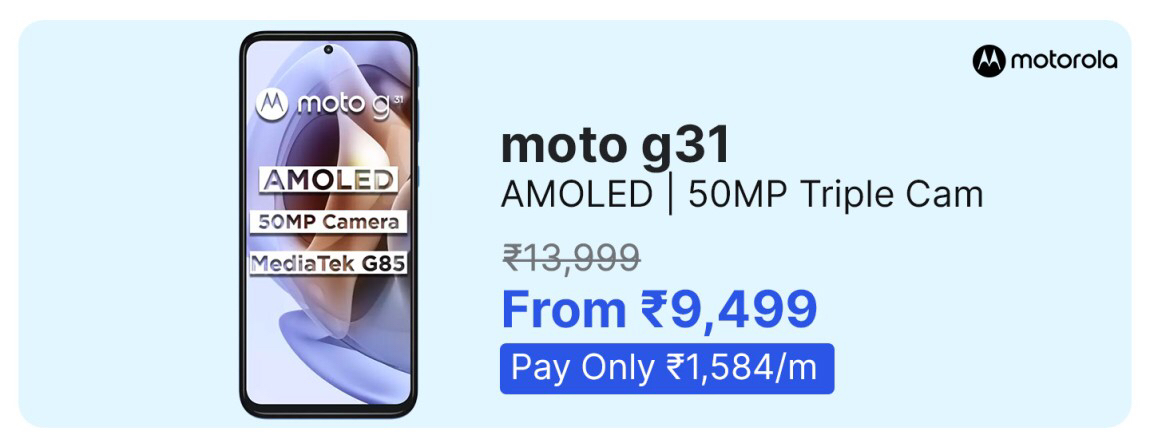 motorola
moto g31
AMOLED
50MP Camera
MediaTek G85
moto g31
AMOLED | 50MP Triple Cam
₹13,999
From ₹9,499
Pay Only ₹1,584/m